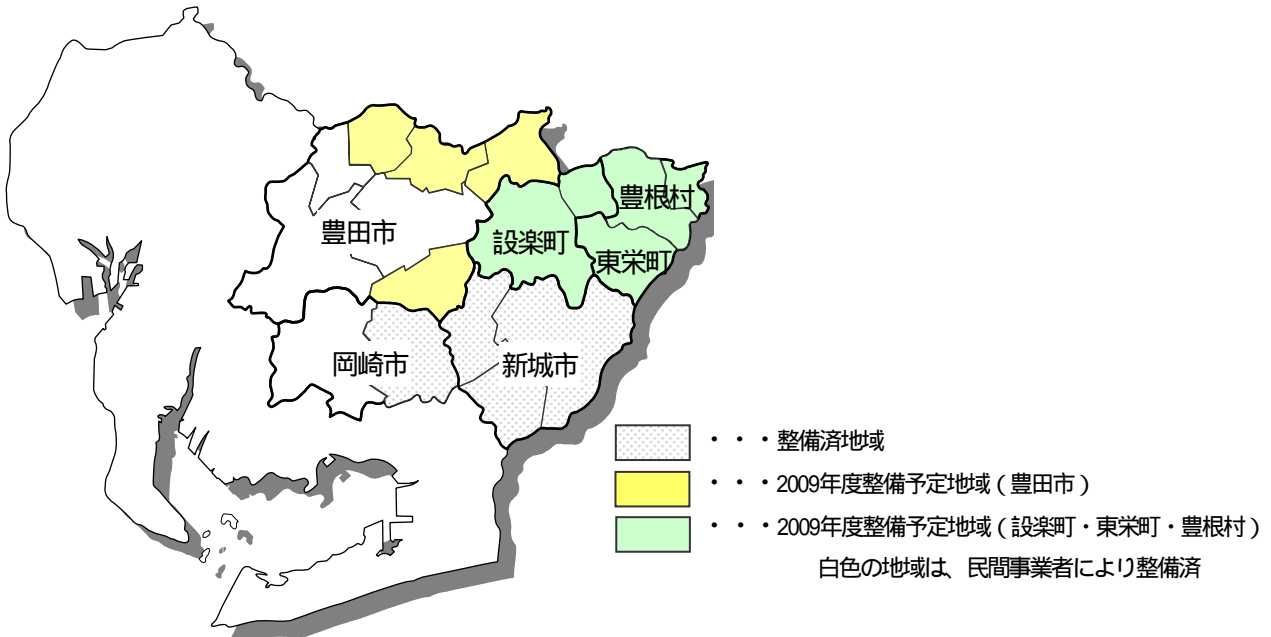 豊根村
豊田市
設楽町
東栄町
岡崎市
新城市
・・・整備済地域
・・・2009年度整備予定地域(豊田市)
・・・2009年度整備予定地域(設楽町・東栄町・豊根村)
白色の地域は、民間事業者により整備済